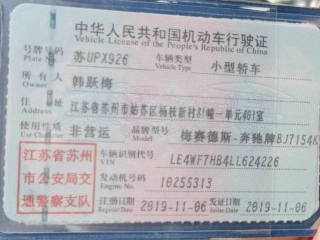 中华人民共和国机动车行驶证
Vehicle License of the People's Republic of China
号牌号码 苏UPX926 车辆类型 小型轿车
Plate No. Vehicle Type
所有人 韩跃梅
Owner
住址 江苏省苏州市姑苏区杨枝新村81幢一单元401室
Address
使用性质 非营运 品牌型号 梅赛德斯-奔驰牌BJ7154K
Use Character Model
江苏省苏州市公安局交通警察支队
车辆识别代号 LE4WF7HB4LL624226
VIN
发动机号码 10255313
Engine No.
注册日期 2019-11-06 发证日期 2019-11-06
Register Date Issue Date